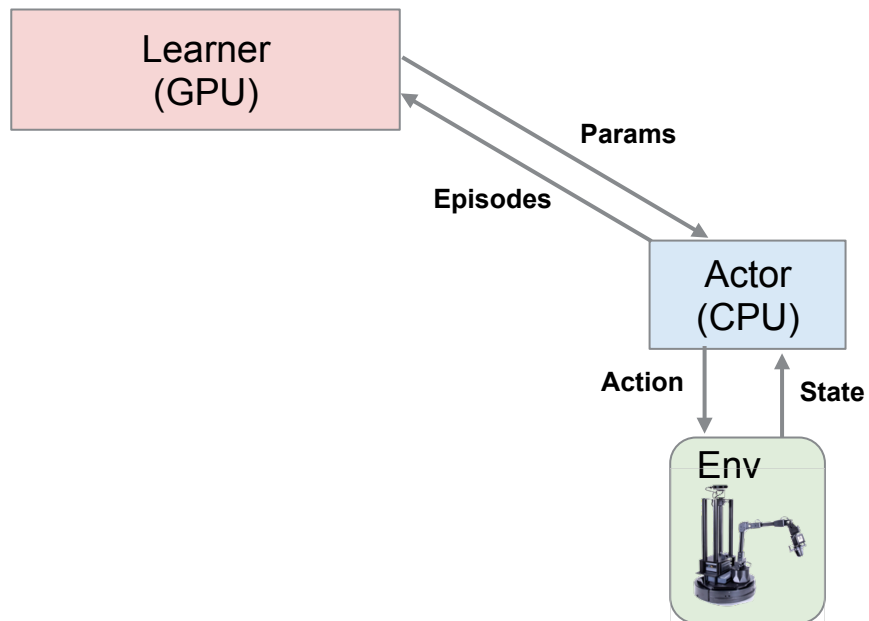 Learner
(GPU)
Params
Episodes
Actor
(CPU)
Action
State
Env